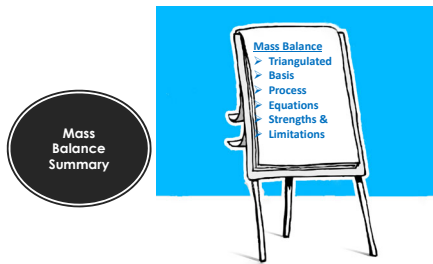 Mass
Balance
Summary
Mass Balance
➢ Triangulated
➢ Basis
➢ Process
➢ Equations
➢ Strengths &
➢ Limitations